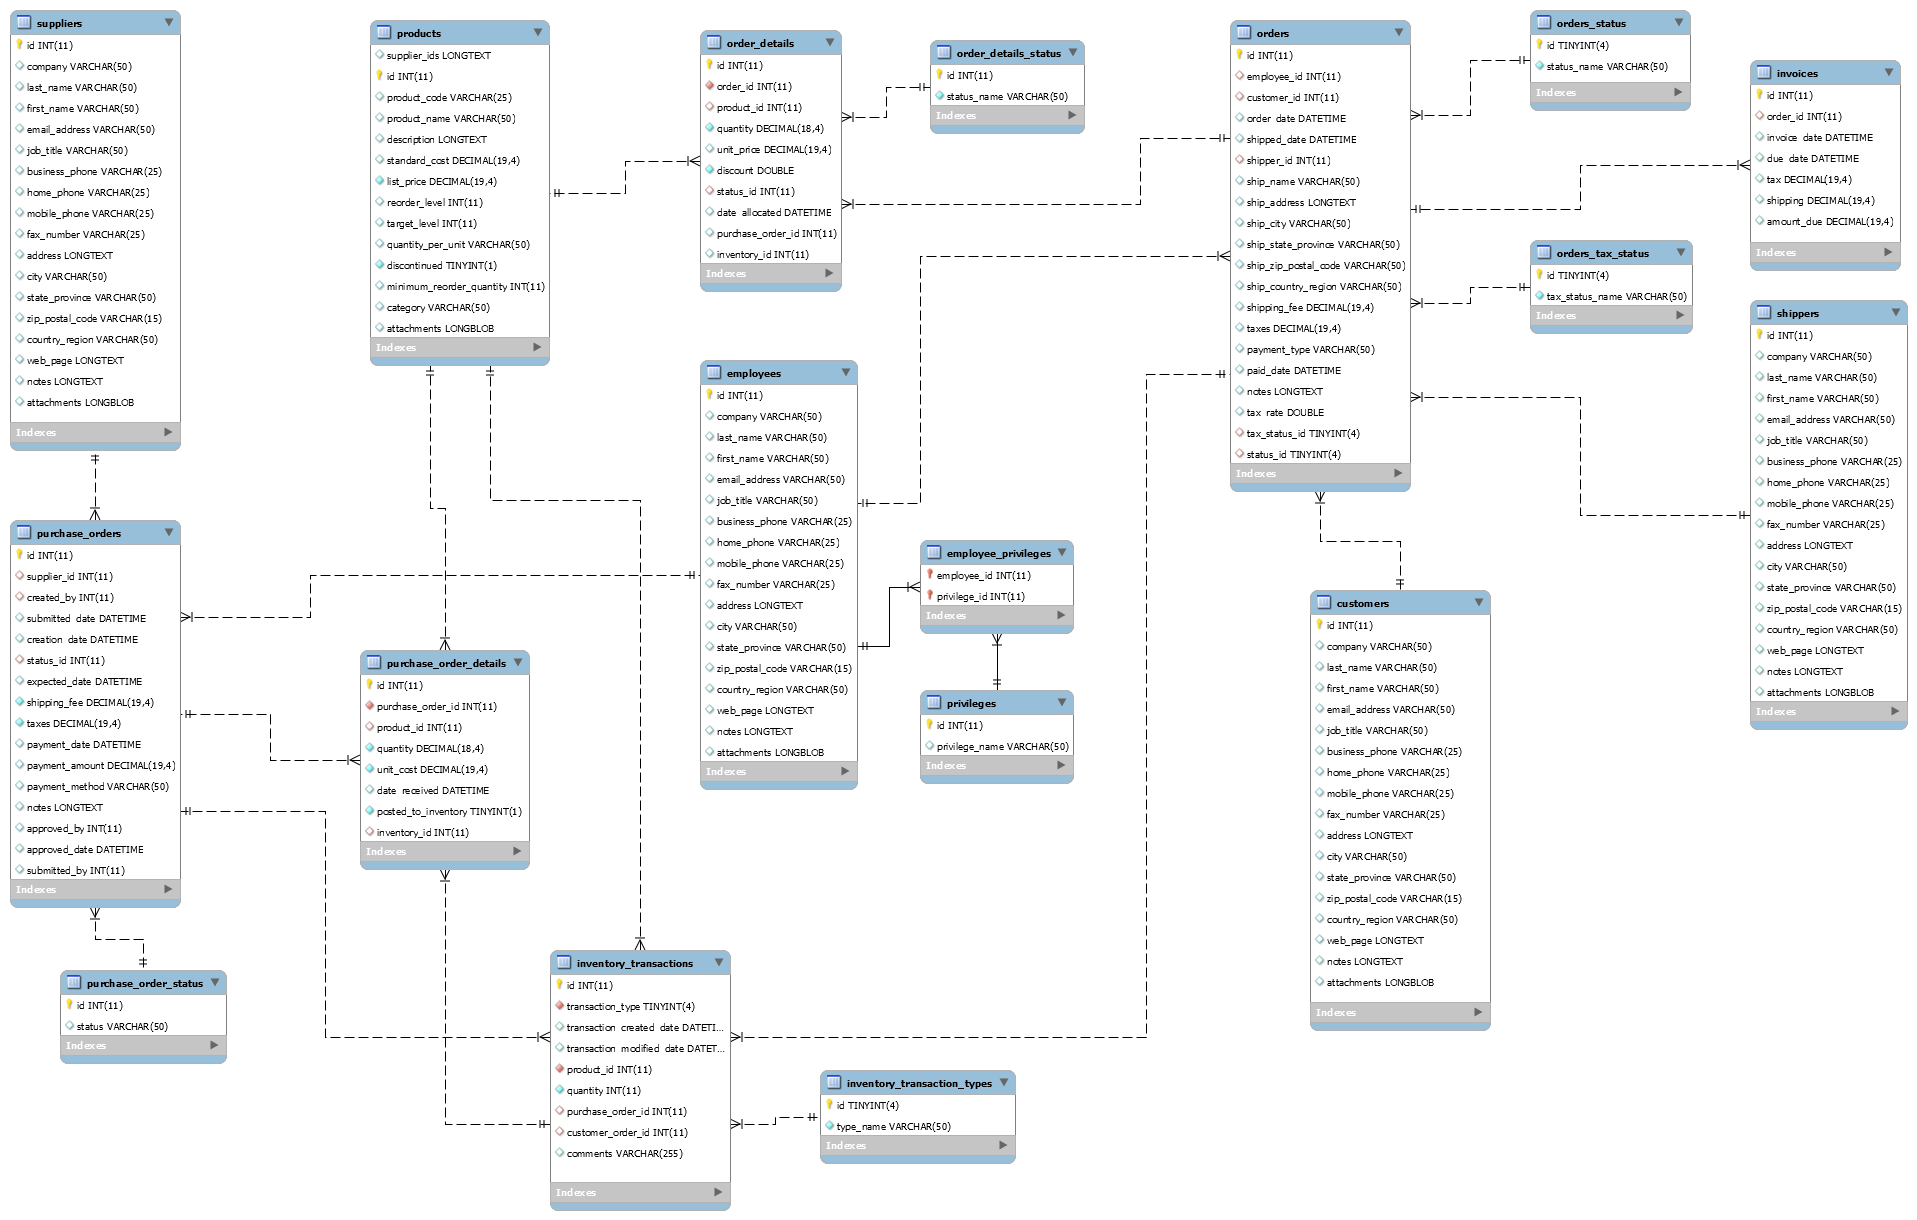 suppliers
id INT(11)
company VARCHAR(50)
last_name VARCHAR(50)
first_name VARCHAR(50)
email_address VARCHAR(50)
job_title VARCHAR(50)
business_phone VARCHAR(25)
home_phone VARCHAR(25)
mobile_phone VARCHAR(25)
fax_number VARCHAR(25)
address LONGTEXT
city VARCHAR(50)
state_province VARCHAR(50)
zip_postal_code VARCHAR(15)
country_region VARCHAR(50)
web_page LONGTEXT
notes LONGTEXT
attachments LONGBLOB
Indexes
purchase_orders
id INT(11)
supplier_id INT(11)
created_by INT(11)
submitted_date DATETIME
creation_date DATETIME
status_id INT(11)
expected_date DATETIME
shipping_fee DECIMAL(19,4)
taxes DECIMAL(19,4)
payment_date DATETIME
payment_amount DECIMAL(19,4)
payment_method VARCHAR(50)
notes LONGTEXT
approved_by INT(11)
approved_date DATETIME
submitted_by INT(11)
Indexes
purchase_order_status
id INT(11)
status VARCHAR(50)
Indexes
products
supplier_ids LONGTEXT
id INT(11)
product_code VARCHAR(25)
product_name VARCHAR(50)
description LONGTEXT
standard_cost DECIMAL(19,4)
list_price DECIMAL(19,4)
reorder_level INT(11)
target_level INT(11)
quantity_per_unit VARCHAR(50)
discontinued TINYINT(1)
minimum_reorder_quantity INT(11)
category VARCHAR(50)
attachments LONGBLOB
Indexes
purchase_order_details
id INT(11)
purchase_order_id INT(11)
product_id INT(11)
quantity DECIMAL(18,4)
unit_cost DECIMAL(19,4)
date_received DATETIME
posted_to_inventory TINYINT(1)
inventory_id INT(11)
Indexes
order_details
id INT(11)
order_id INT(11)
product_id INT(11)
quantity DECIMAL(18,4)
unit_price DECIMAL(19,4)
discount DOUBLE
status_id INT(11)
date_allocated DATETIME
purchase_order_id INT(11)
inventory_id INT(11)
Indexes
order_details_status
id INT(11)
status_name VARCHAR(50)
Indexes
employees
id INT(11)
company VARCHAR(50)
last_name VARCHAR(50)
first_name VARCHAR(50)
email_address VARCHAR(50)
job_title VARCHAR(50)
business_phone VARCHAR(25)
home_phone VARCHAR(25)
mobile_phone VARCHAR(25)
fax_number VARCHAR(25)
address LONGTEXT
city VARCHAR(50)
state_province VARCHAR(50)
zip_postal_code VARCHAR(15)
country_region VARCHAR(50)
web_page LONGTEXT
notes LONGTEXT
attachments LONGBLOB
Indexes
employee_privileges
employee_id INT(11)
privilege_id INT(11)
Indexes
privileges
id INT(11)
privilege_name VARCHAR(50)
Indexes
inventory_transactions
id INT(11)
transaction_type TINYINT(4)
transaction_created_date DATETI...
transaction_modified_date DATET...
product_id INT(11)
quantity INT(11)
purchase_order_id INT(11)
customer_order_id INT(11)
comments VARCHAR(255)
Indexes
inventory_transaction_types
id TINYINT(4)
type_name VARCHAR(50)
Indexes
orders
id INT(11)
employee_id INT(11)
customer_id INT(11)
order_date DATETIME
shipped_date DATETIME
shipper_id INT(11)
ship_name VARCHAR(50)
ship_address LONGTEXT
ship_city VARCHAR(50)
ship_state_province VARCHAR(50)
ship_zip_postal_code VARCHAR(50)
ship_country_region VARCHAR(50)
shipping_fee DECIMAL(19,4)
taxes DECIMAL(19,4)
payment_type VARCHAR(50)
paid_date DATETIME
notes LONGTEXT
tax_rate DOUBLE
tax_status_id TINYINT(4)
status_id TINYINT(4)
Indexes
customers
id INT(11)
company VARCHAR(50)
last_name VARCHAR(50)
first_name VARCHAR(50)
email_address VARCHAR(50)
job_title VARCHAR(50)
business_phone VARCHAR(25)
home_phone VARCHAR(25)
mobile_phone VARCHAR(25)
fax_number VARCHAR(25)
address LONGTEXT
city VARCHAR(50)
state_province VARCHAR(50)
zip_postal_code VARCHAR(15)
country_region VARCHAR(50)
web_page LONGTEXT
notes LONGTEXT
attachments LONGBLOB
Indexes
orders_status
id TINYINT(4)
status_name VARCHAR(50)
Indexes
orders_tax_status
id TINYINT(4)
tax_status_name VARCHAR(50)
Indexes
invoices
id INT(11)
order_id INT(11)
invoice_date DATETIME
due_date DATETIME
tax DECIMAL(19,4)
shipping DECIMAL(19,4)
amount_due DECIMAL(19,4)
Indexes
shippers
id INT(11)
company VARCHAR(50)
last_name VARCHAR(50)
first_name VARCHAR(50)
email_address VARCHAR(50)
job_title VARCHAR(50)
business_phone VARCHAR(25)
home_phone VARCHAR(25)
mobile_phone VARCHAR(25)
fax_number VARCHAR(25)
address LONGTEXT
city VARCHAR(50)
state_province VARCHAR(50)
zip_postal_code VARCHAR(15)
country_region VARCHAR(50)
web_page LONGTEXT
notes LONGTEXT
attachments LONGBLOB
Indexes